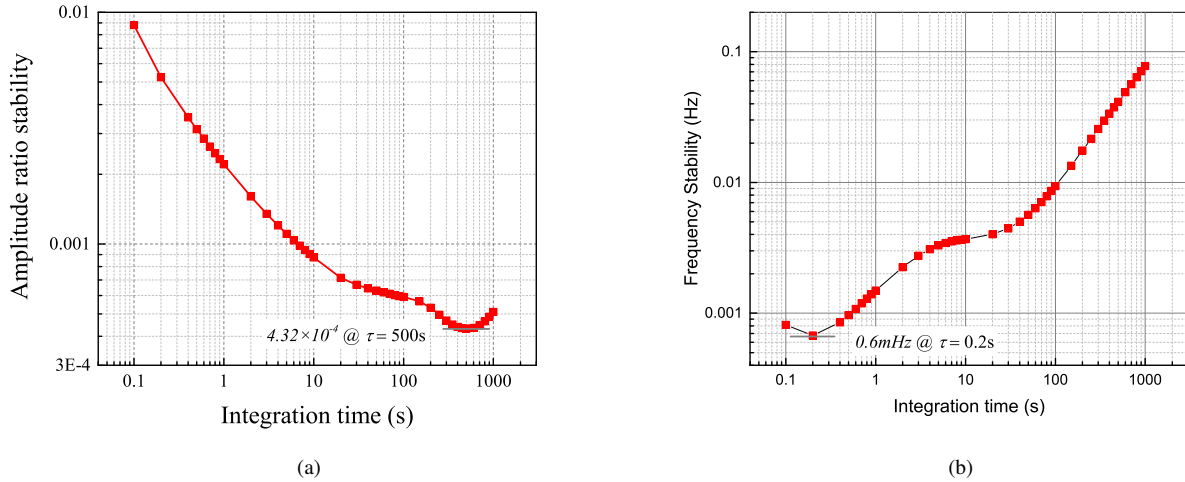 0.01
0.001
3E-4
Amplitude ratio stability
4.32×10⁻⁴ @ τ = 500s
0.1 1 10 100 1000
Integration time (s)
(a)
0.1
0.01
0.001
Frequency Stability (Hz)
0.6mHz @ τ = 0.2s
0.1 1 10 100 1000
Integration time (s)
(b)